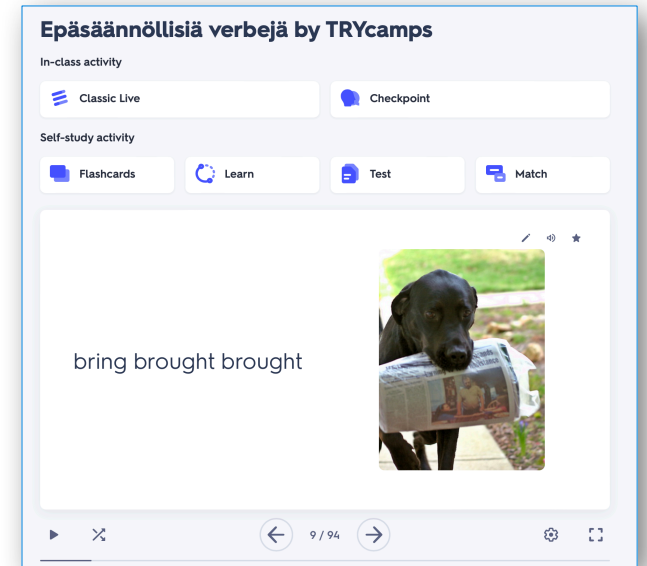 Epäsäännöllisiä verbejä by TRYcamps
In-class activity
Classic Live
Checkpoint
Self-study activity
Flashcards
Learn
Test
Match
bring brought brought
9 / 94